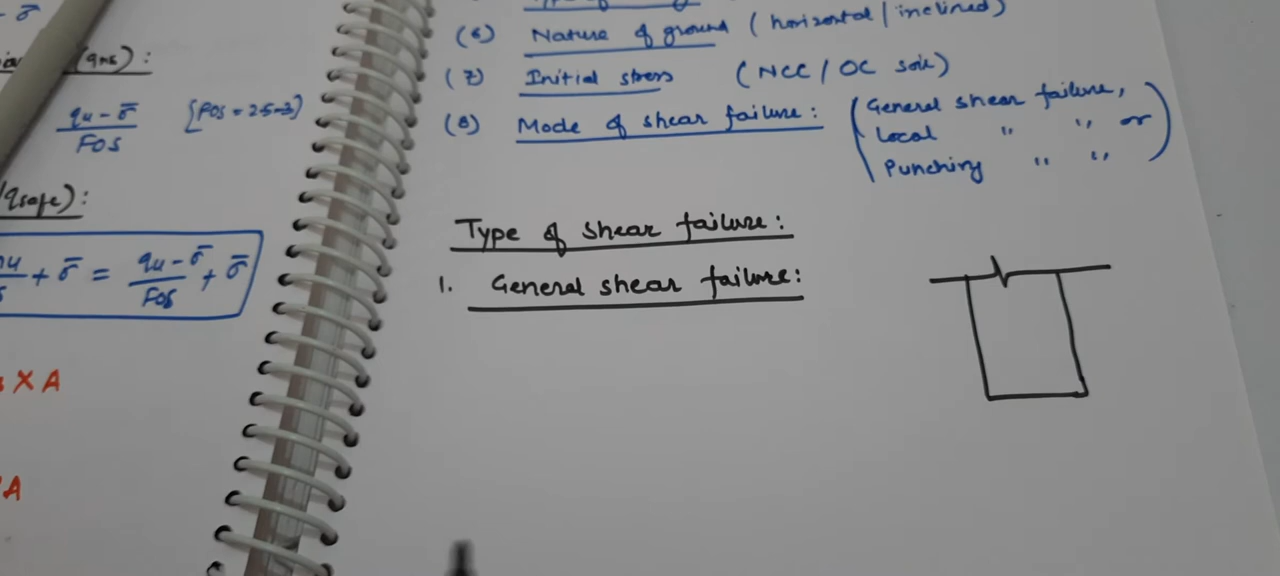 (qns):
qu - σ̅
FOS
[FOS = 2.5-3]
(qsafe):
+ σ̅ = qu - σ̅ + σ̅
FOS
X A
A
(6) Nature of ground (horizontal / inclined)
(7) Initial stress (NCC / OC soil)
(8) Mode of shear failure: (General shear failure,
Local " " or
Punching " "
Type of shear failure:
1. General shear failure: